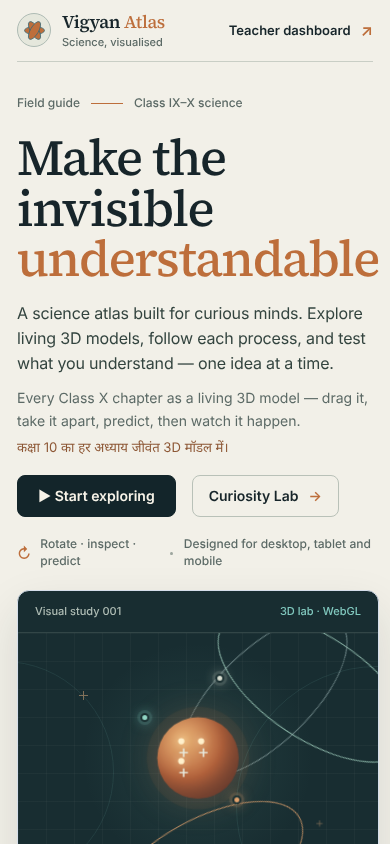 Vigyan Atlas
Science, visualised
Teacher dashboard ↗
Field guide — Class IX–X science
Make the
invisible
understandable
A science atlas built for curious minds. Explore
living 3D models, follow each process, and test
what you understand — one idea at a time.
Every Class X chapter as a living 3D model — drag it,
take it apart, predict, then watch it happen.
कक्षा 10 का हर अध्याय जीवंत 3D मॉडल में।
▶ Start exploring
Curiosity Lab →
↻ Rotate · inspect ·
predict
· Designed for desktop, tablet and
mobile
Visual study 001
3D lab · WebGL